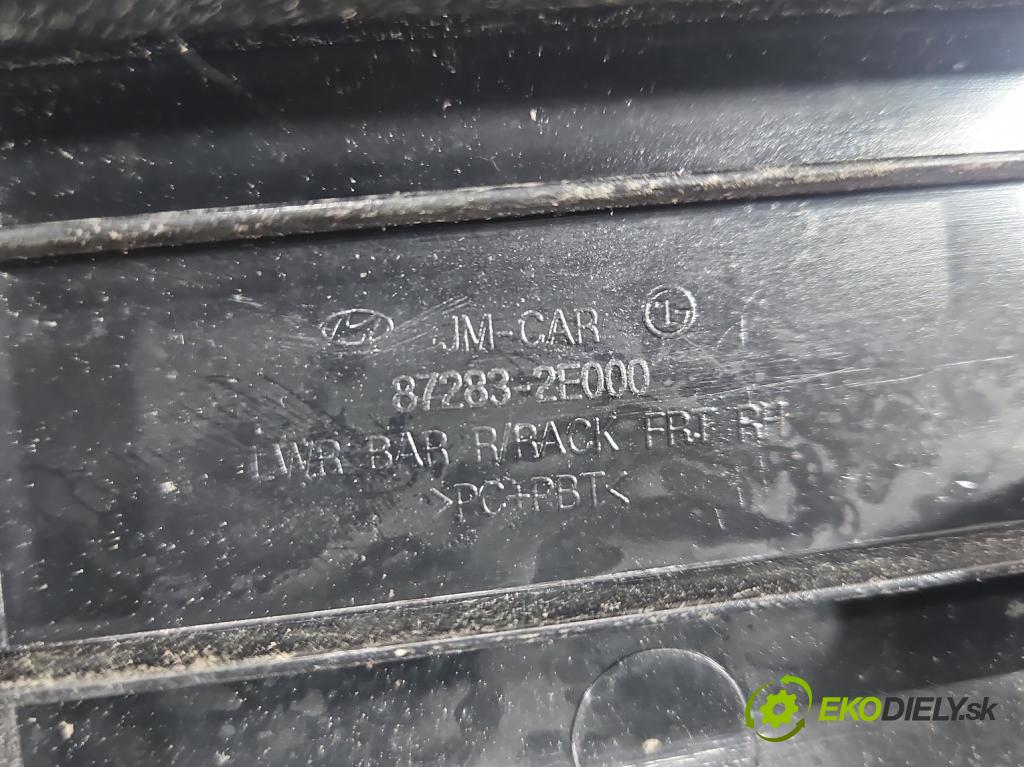 JM-CAR
87283-2E000
LWR BAR R/RACK FRT RH
>PC+PBT<
EKODIELY.sk